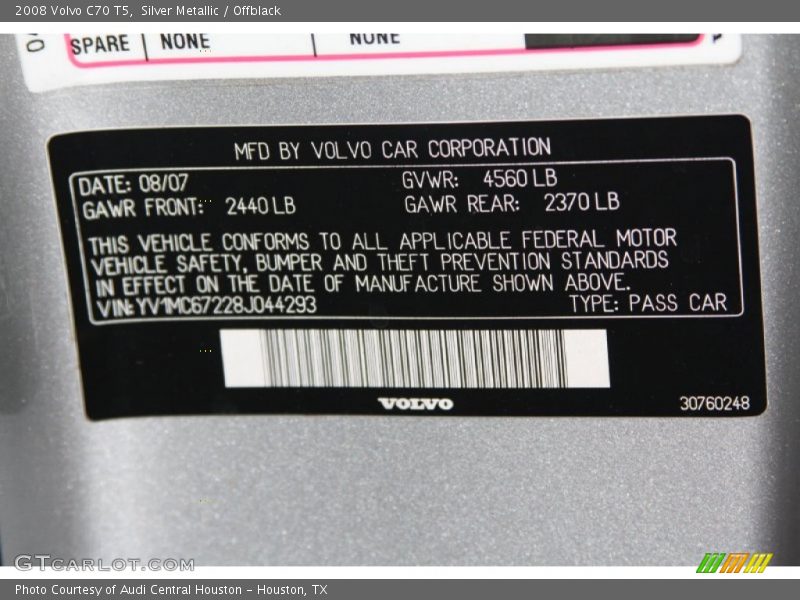 2008 Volvo C70 T5, Silver Metallic / Offblack
SPARE NONE NONE
MFD BY VOLVO CAR CORPORATION
DATE: 08/07 GVWR: 4560 LB
GAWR FRONT: 2440 LB GAWR REAR: 2370 LB
THIS VEHICLE CONFORMS TO ALL APPLICABLE FEDERAL MOTOR
VEHICLE SAFETY, BUMPER AND THEFT PREVENTION STANDARDS
IN EFFECT ON THE DATE OF MANUFACTURE SHOWN ABOVE.
VIN: YV1MC67228J044293 TYPE: PASS CAR
VOLVO
30760248
GTCarLot.com
Photo Courtesy of Audi Central Houston – Houston, TX